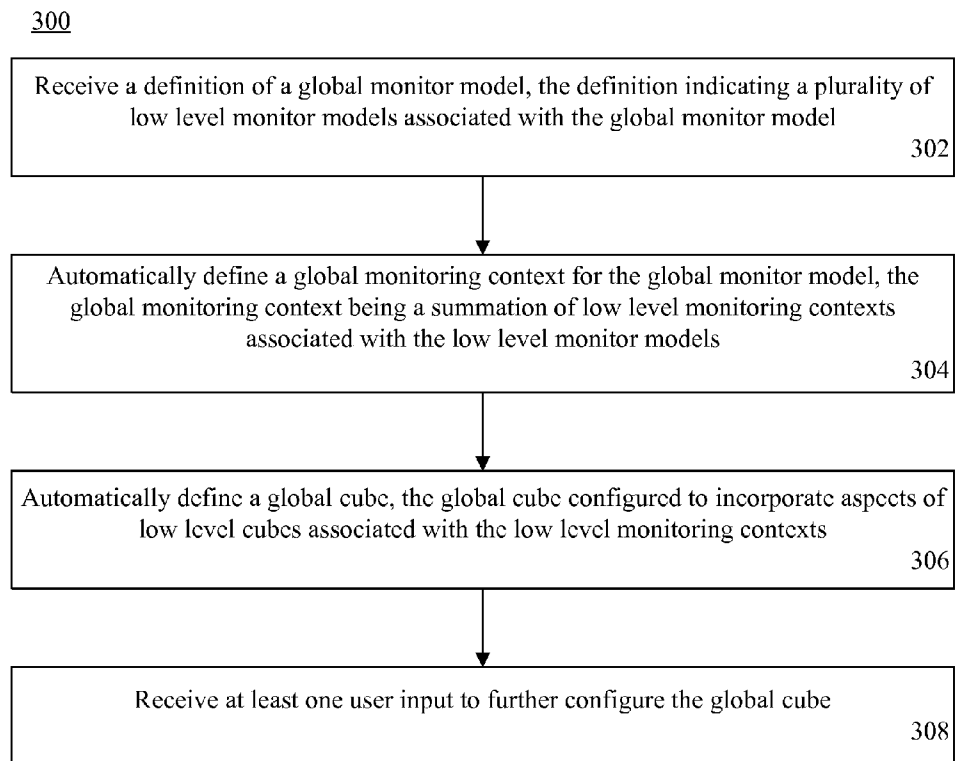 300
Receive a definition of a global monitor model, the definition indicating a plurality of
low level monitor models associated with the global monitor model
302
Automatically define a global monitoring context for the global monitor model, the
global monitoring context being a summation of low level monitoring contexts
associated with the low level monitor models
304
Automatically define a global cube, the global cube configured to incorporate aspects of
low level cubes associated with the low level monitoring contexts
306
Receive at least one user input to further configure the global cube
308